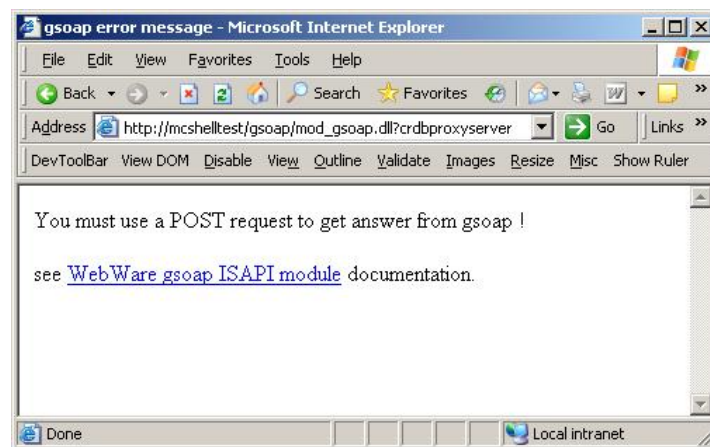 gsoap error message - Microsoft Internet Explorer
File Edit View Favorites Tools Help
Back Search Favorites »
Address http://mcshelltest/gsoap/mod_gsoap.dll?crdbproxyserver Go Links »
DevToolBar View DOM Disable View Outline Validate Images Resize Misc Show Ruler
You must use a POST request to get answer from gsoap !
see WebWare gsoap ISAPI module documentation.
Done Local intranet